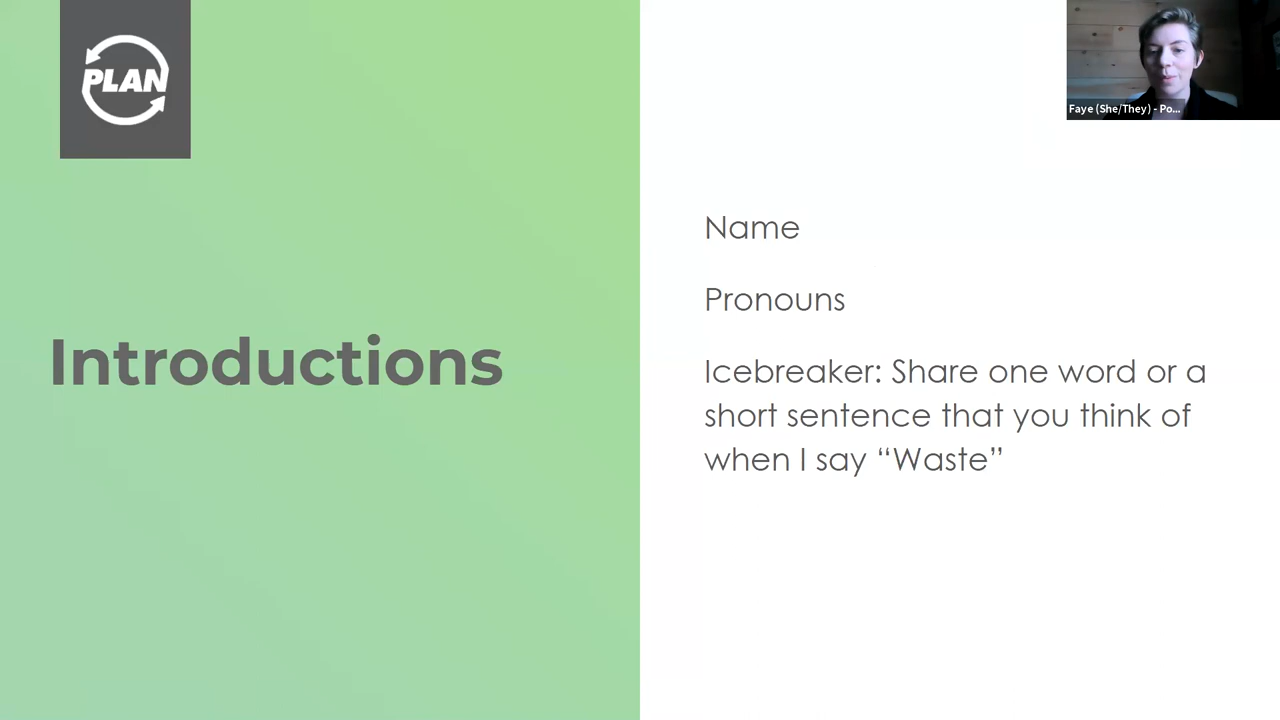 PLAN
Faye (She/They) - Po...
Introductions
Name
Pronouns
Icebreaker: Share one word or a
short sentence that you think of
when I say “Waste”